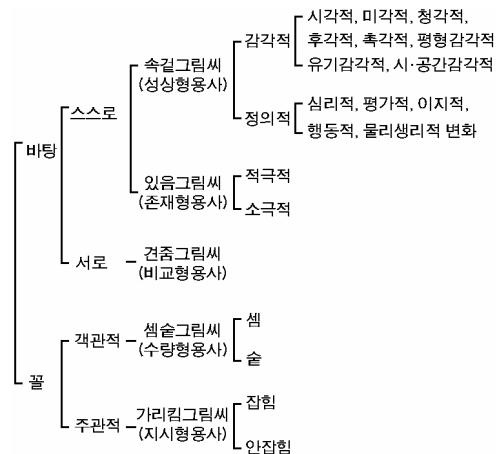 시각적, 미각적, 청각적,
감각적
후각적, 촉각적, 평형감각적
속겉그림씨
유기감각적, 시·공간감각적
(성상형용사)
스스로
심리적, 평가적, 이지적,
정의적
행동적, 물리생리적 변화
바탕
있음그림씨
적극적
(존재형용사)
소극적
서로
견줌그림씨
(비교형용사)
셈숱그림씨
셈
객관적
(수량형용사)
숱
꼴
가리킴그림씨
잡힘
주관적
(지시형용사)
안잡힘